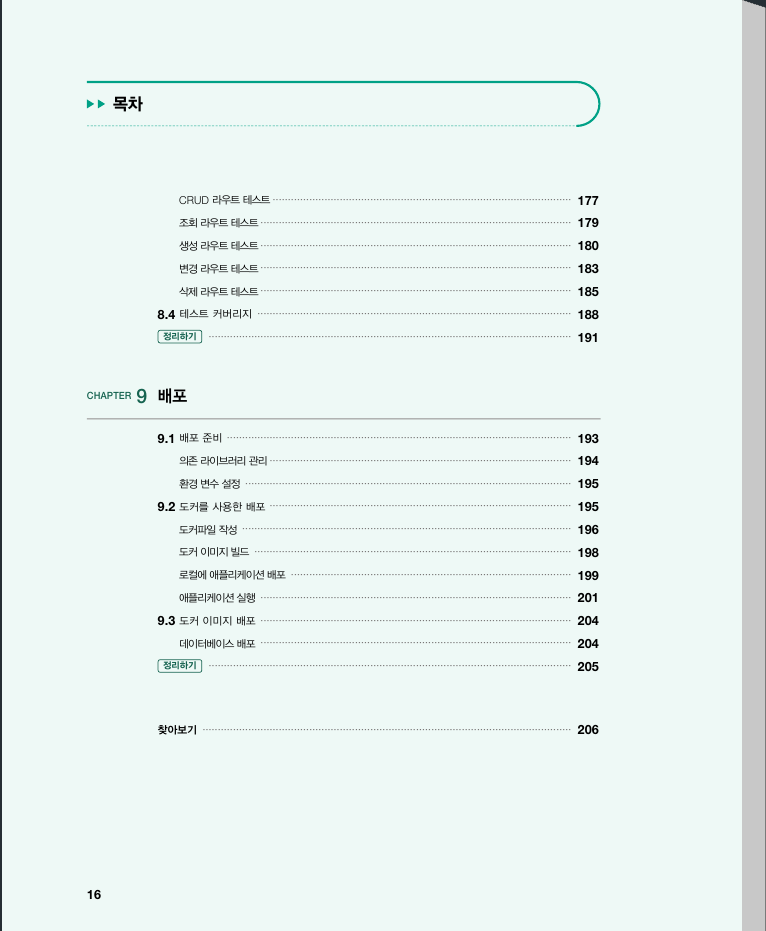 목차
CRUD 라우트 테스트 177
조회 라우트 테스트 179
생성 라우트 테스트 180
변경 라우트 테스트 183
삭제 라우트 테스트 185
8.4 테스트 커버리지 188
정리하기 191
CHAPTER 9 배포
9.1 배포 준비 193
의존 라이브러리 관리 194
환경 변수 설정 195
9.2 도커를 사용한 배포 195
도커파일 작성 196
도커 이미지 빌드 198
로컬에 애플리케이션 배포 199
애플리케이션 실행 201
9.3 도커 이미지 배포 204
데이터베이스 배포 204
정리하기 205
찾아보기 206
16